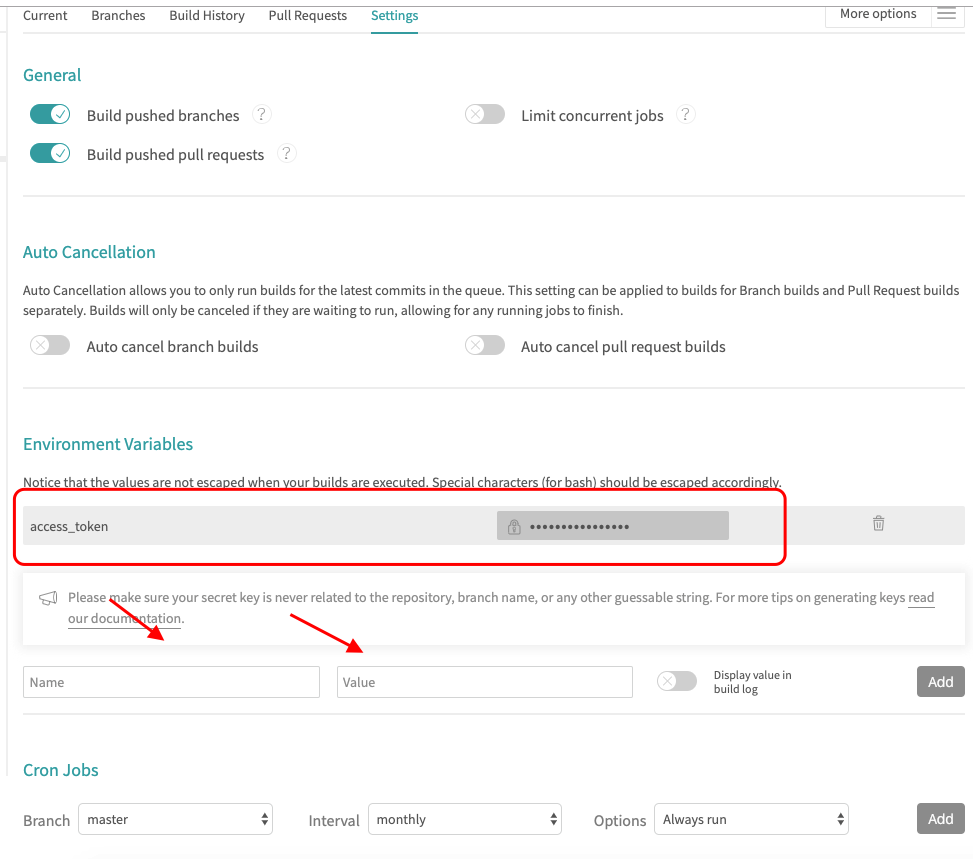 Current Branches Build History Pull Requests Settings More options
General
Build pushed branches ? Limit concurrent jobs ?
Build pushed pull requests ?
Auto Cancellation
Auto Cancellation allows you to only run builds for the latest commits in the queue. This setting can be applied to builds for Branch builds and Pull Request builds
separately. Builds will only be canceled if they are waiting to run, allowing for any running jobs to finish.
Auto cancel branch builds Auto cancel pull request builds
Environment Variables
Notice that the values are not escaped when your builds are executed. Special characters (for bash) should be escaped accordingly.
access_token ••••••••••••••••
Please make sure your secret key is never related to the repository, branch name, or any other guessable string. For more tips on generating keys read
our documentation.
Name Value Display value in
build log Add
Cron Jobs
Branch master Interval monthly Options Always run Add